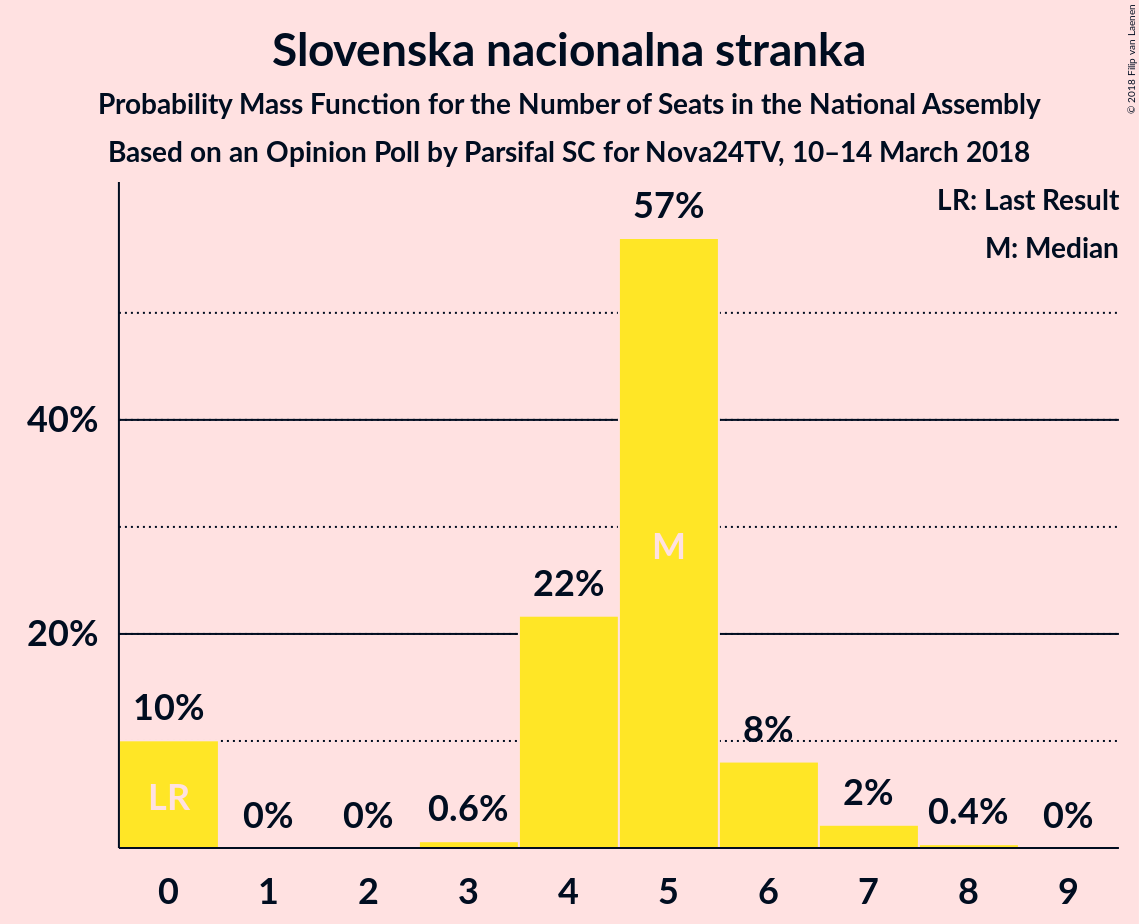 Slovenska nacionalna stranka
Probability Mass Function for the Number of Seats in the National Assembly
Based on an Opinion Poll by Parsifal SC for Nova24TV, 10–14 March 2018
© 2018 Filip van Laenen
LR: Last Result
M: Median
57%
40%
M
22%
20%
10%
8%
LR
2%
0%
0%
0.6%
0.4%
0%
0 1 2 3 4 5 6 7 8 9